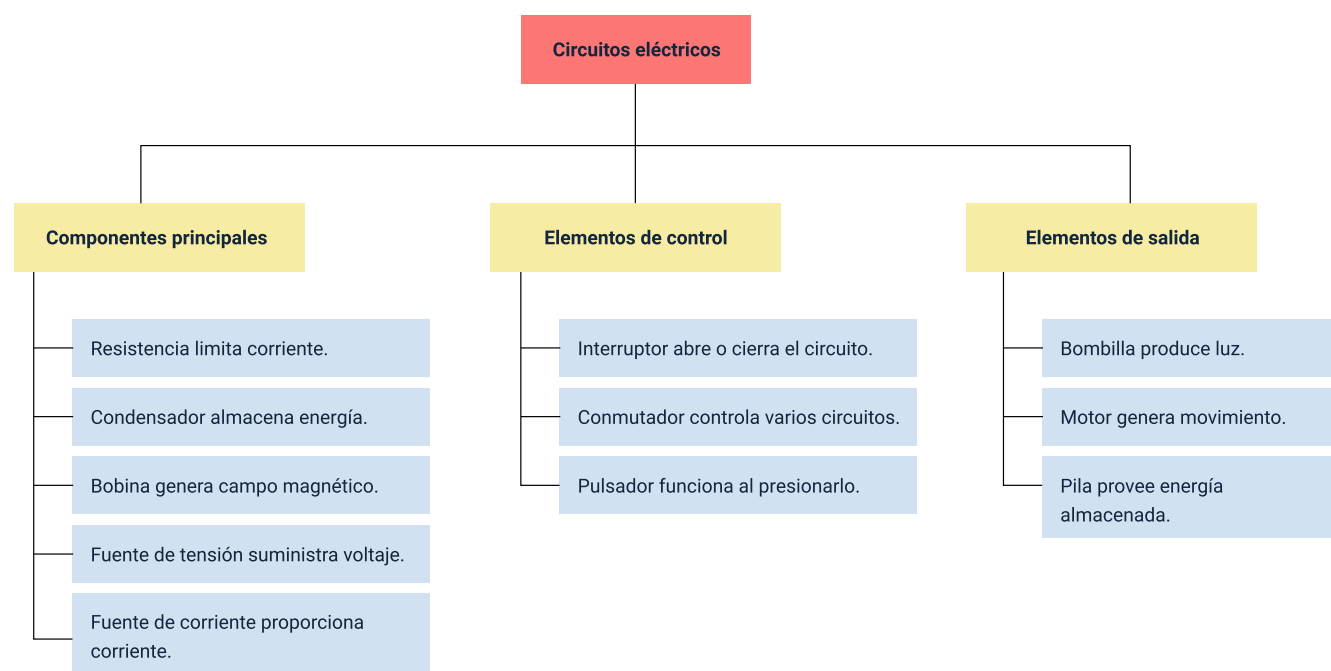 Circuitos eléctricos
Componentes principales
Resistencia limita corriente.
Condensador almacena energía.
Bobina genera campo magnético.
Fuente de tensión suministra voltaje.
Fuente de corriente proporciona
corriente.
Elementos de control
Interruptor abre o cierra el circuito.
Conmutador controla varios circuitos.
Pulsador funciona al presionarlo.
Elementos de salida
Bombilla produce luz.
Motor genera movimiento.
Pila provee energía
almacenada.